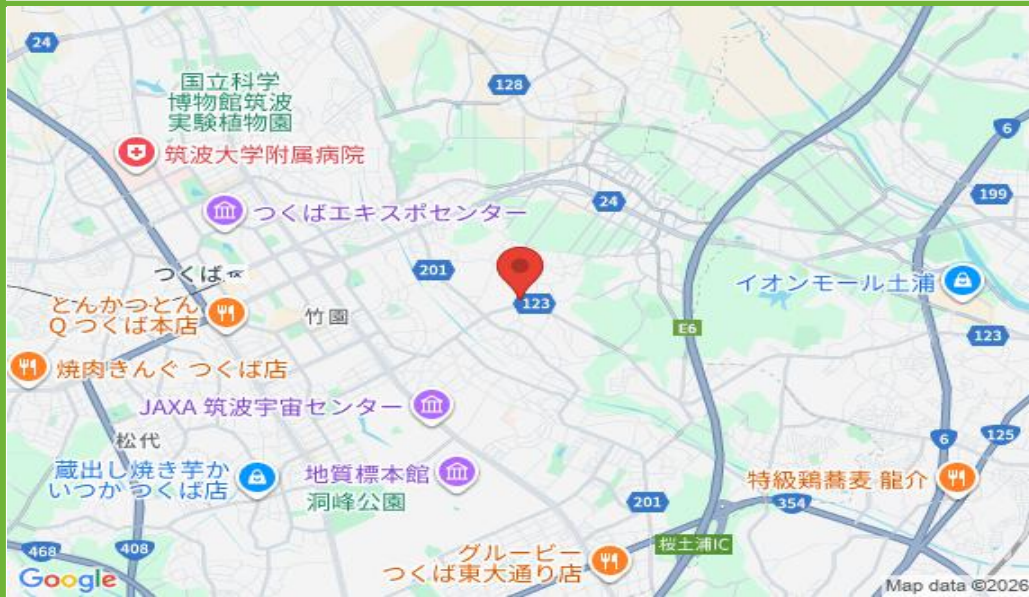 24
128
国立科学
博物館筑波
実験植物園
6
筑波大学附属病院
199
24
つくばエキスポセンター
つくば
201
イオンモール土浦
とんかつとん
Q つくば本店
竹園
123
E6
123
焼肉きんぐ つくば店
JAXA 筑波宇宙センター
松代
6
125
蔵出し焼き芋か
いつか つくば店
地質標本館
洞峰公園
特級鶏蕎麦 龍介
201
354
468
408
グルービー
つくば東大通り店
桜土浦IC
Google
Map data ©2026